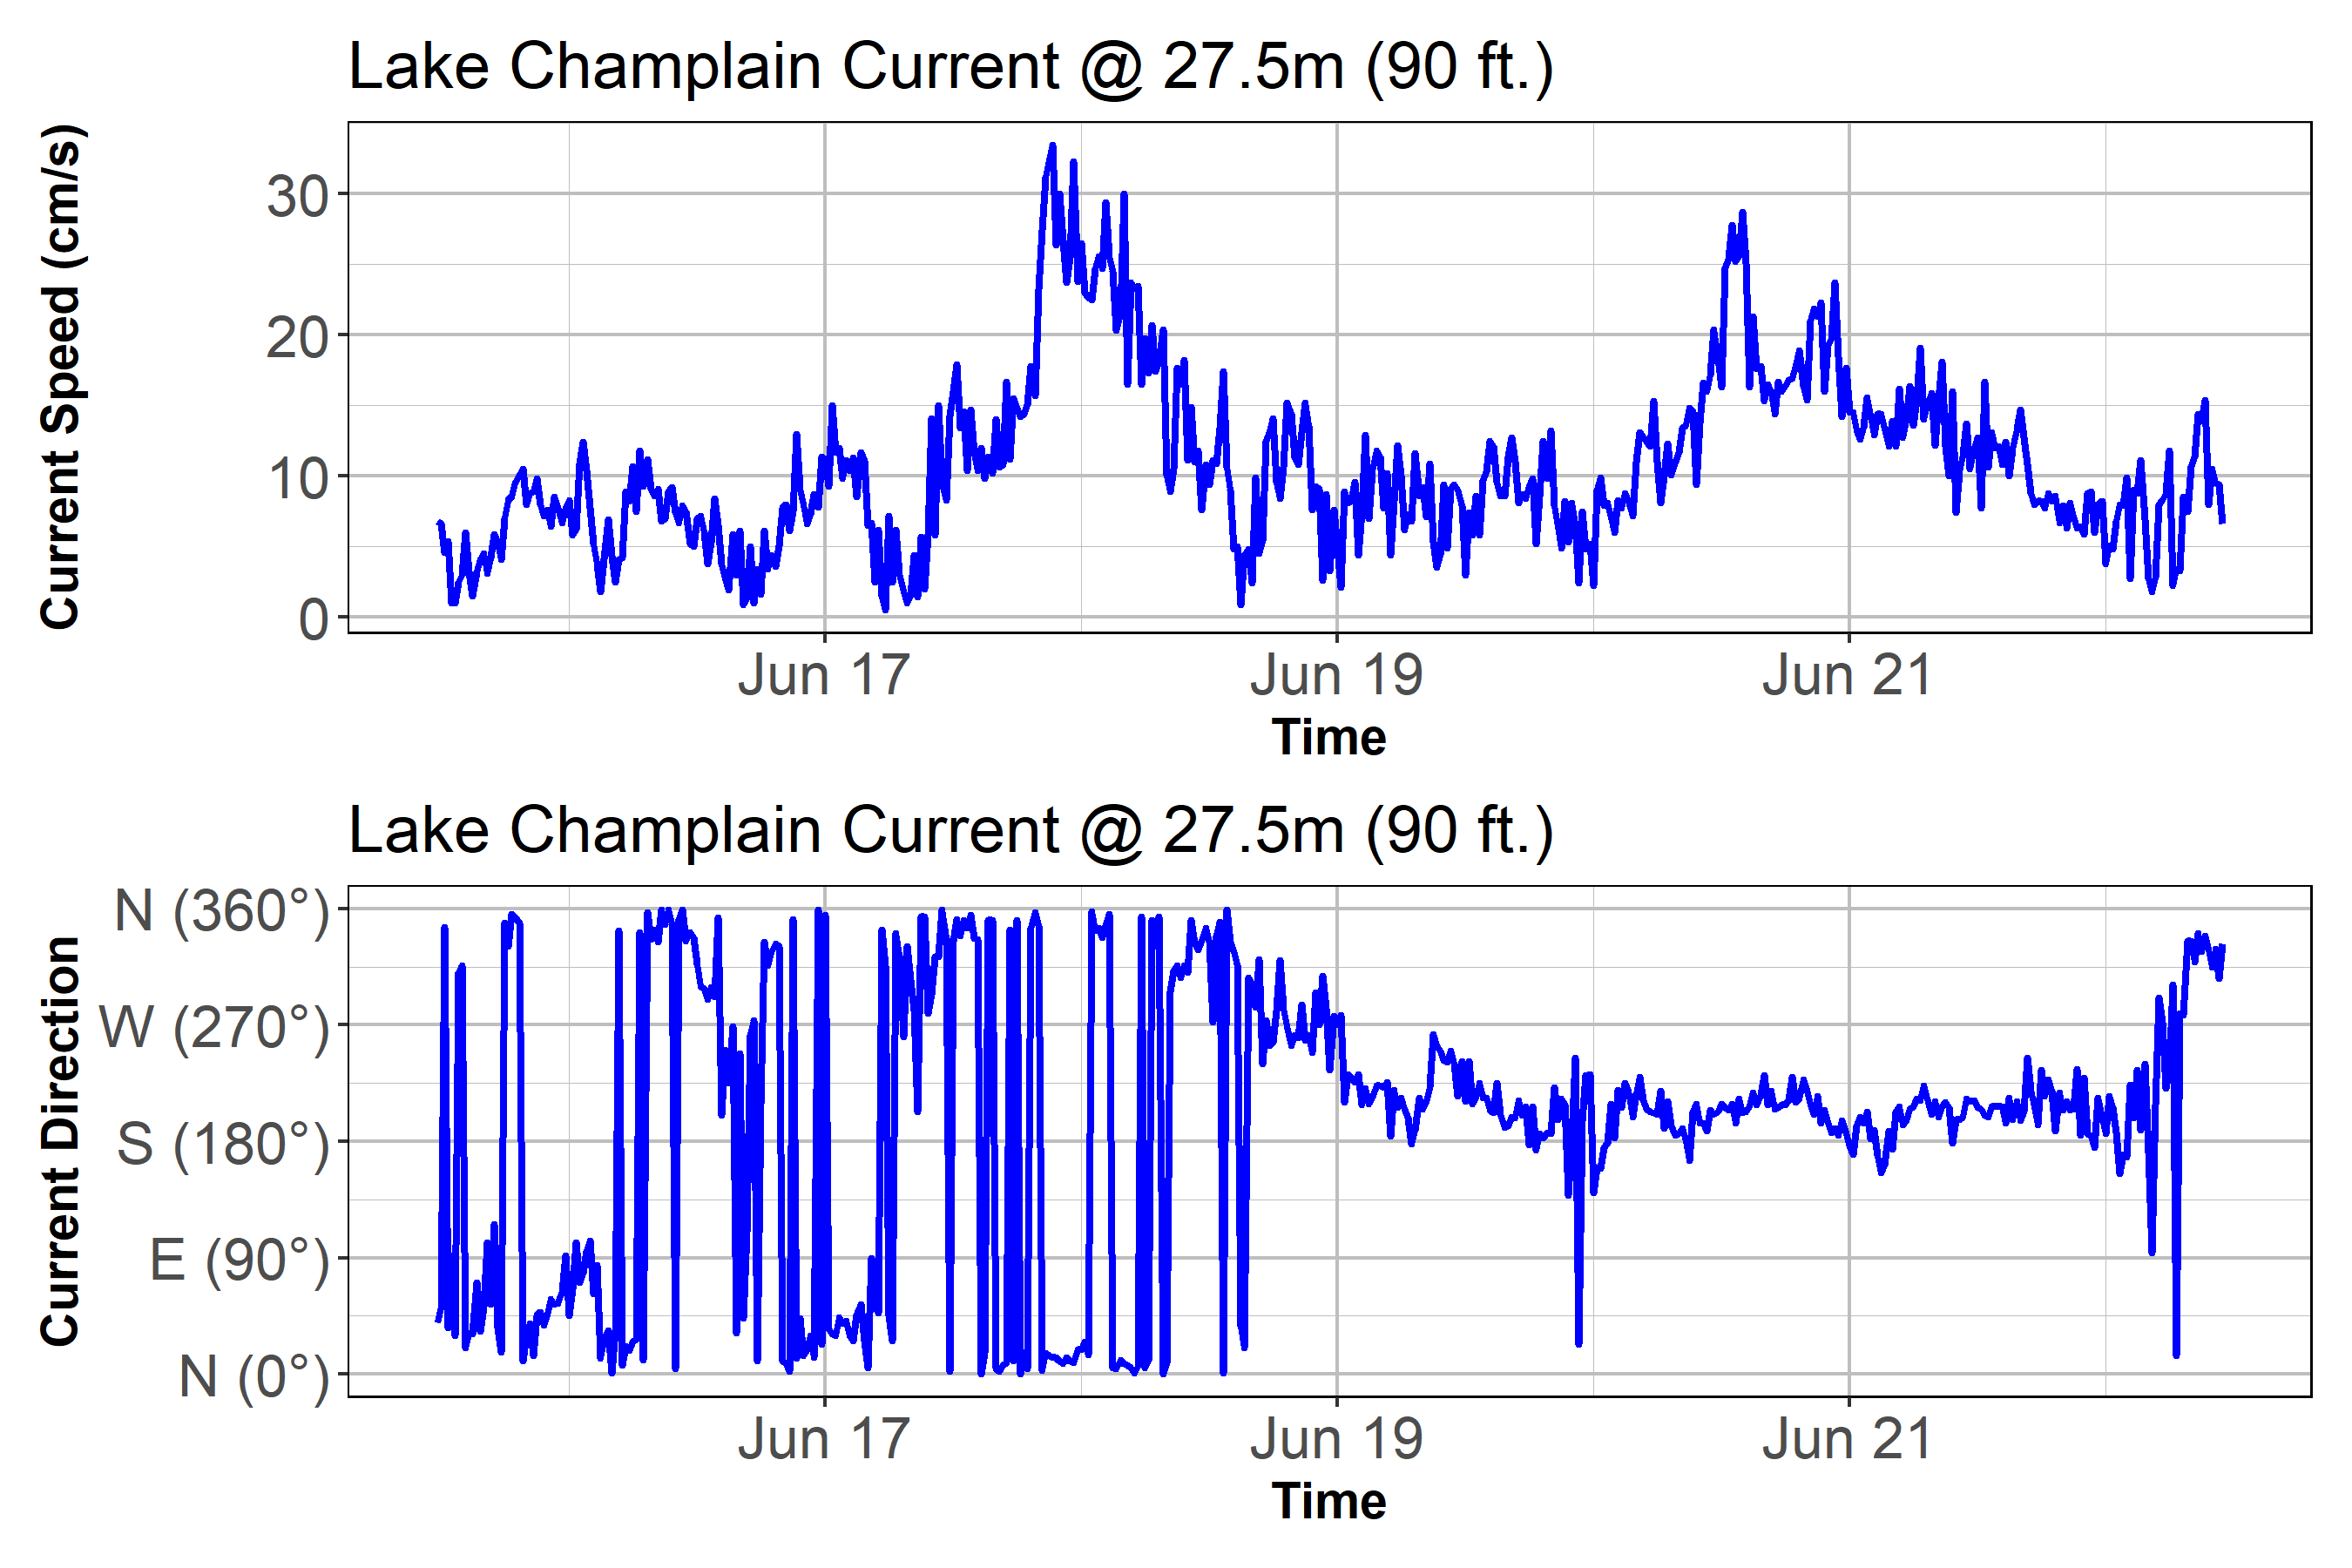 Lake Champlain Current @ 27.5m (90 ft.)
Current Speed (cm/s)
30
20
10
0
Jun 17 Jun 19 Jun 21
Time
Lake Champlain Current @ 27.5m (90 ft.)
Current Direction
N (360°)
W (270°)
S (180°)
E (90°)
N (0°)
Jun 17 Jun 19 Jun 21
Time